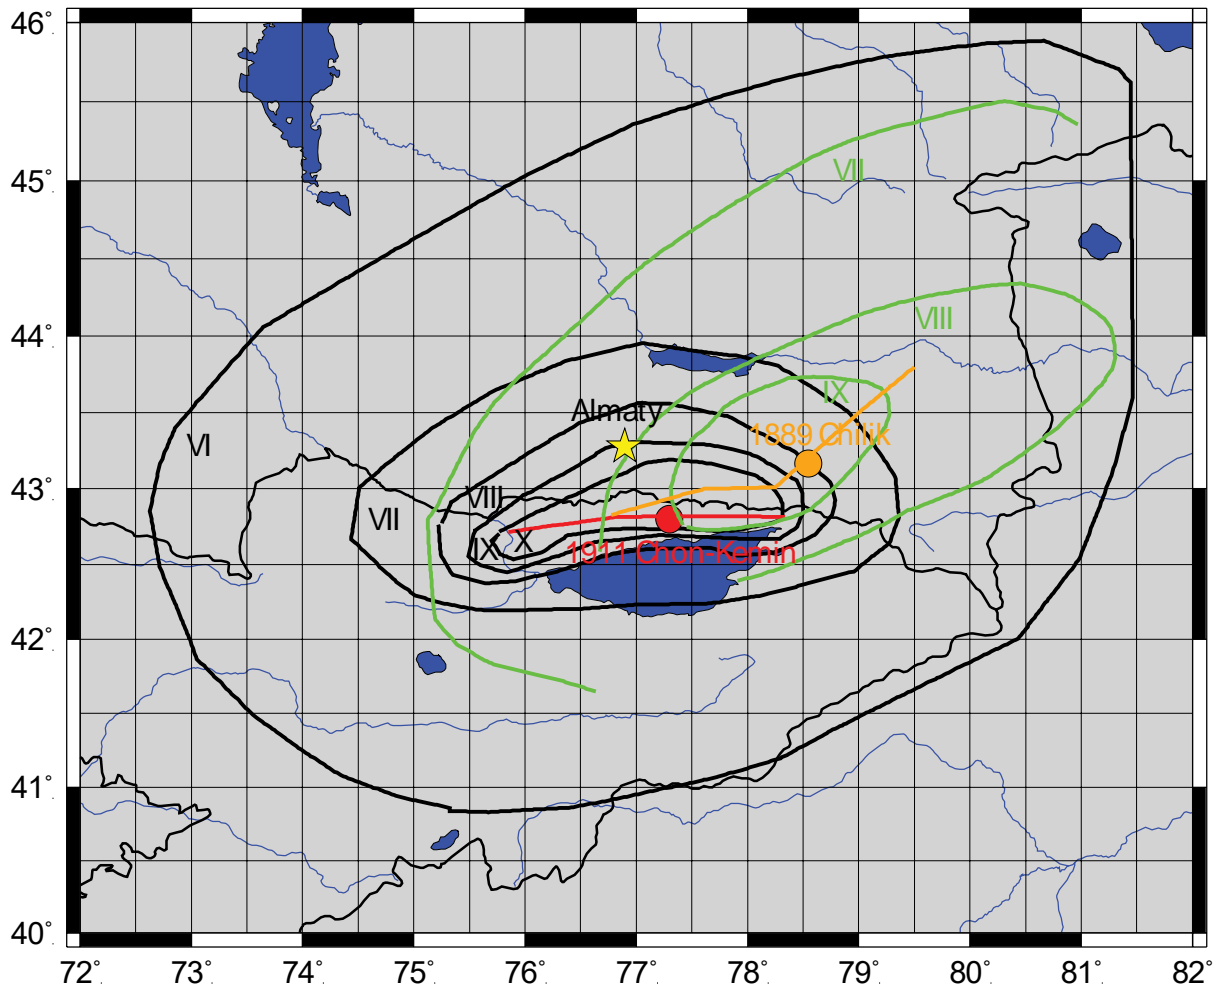 46°
45°
VII
VIII
44°
IX
Almaty
VI
1889 Chilik
43°
VIII
VII
IX
X
1911 Chon-Kemin
42°
41°
40°
72° 73° 74° 75° 76° 77° 78° 79° 80° 81° 82°